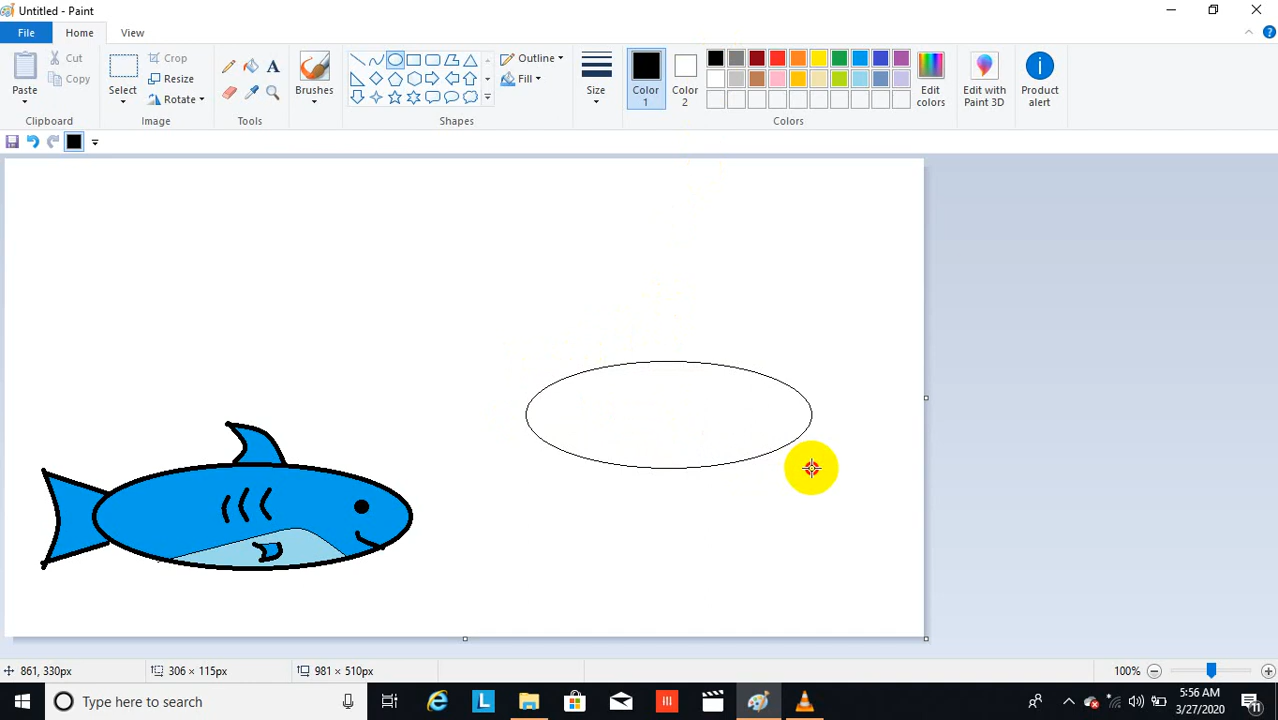 Untitled - Paint
File Home View
Paste
Cut
Copy
Clipboard
Select
Crop
Resize
Rotate
Image
A
Tools
Brushes
Outline
Fill
Shapes
Size
Color 1
Color 2
Edit colors
Colors
Edit with Paint 3D
Product alert
861, 330px
306 × 115px
981 × 510px
100%
Type here to search
L
5:56 AM
3/27/2020
11